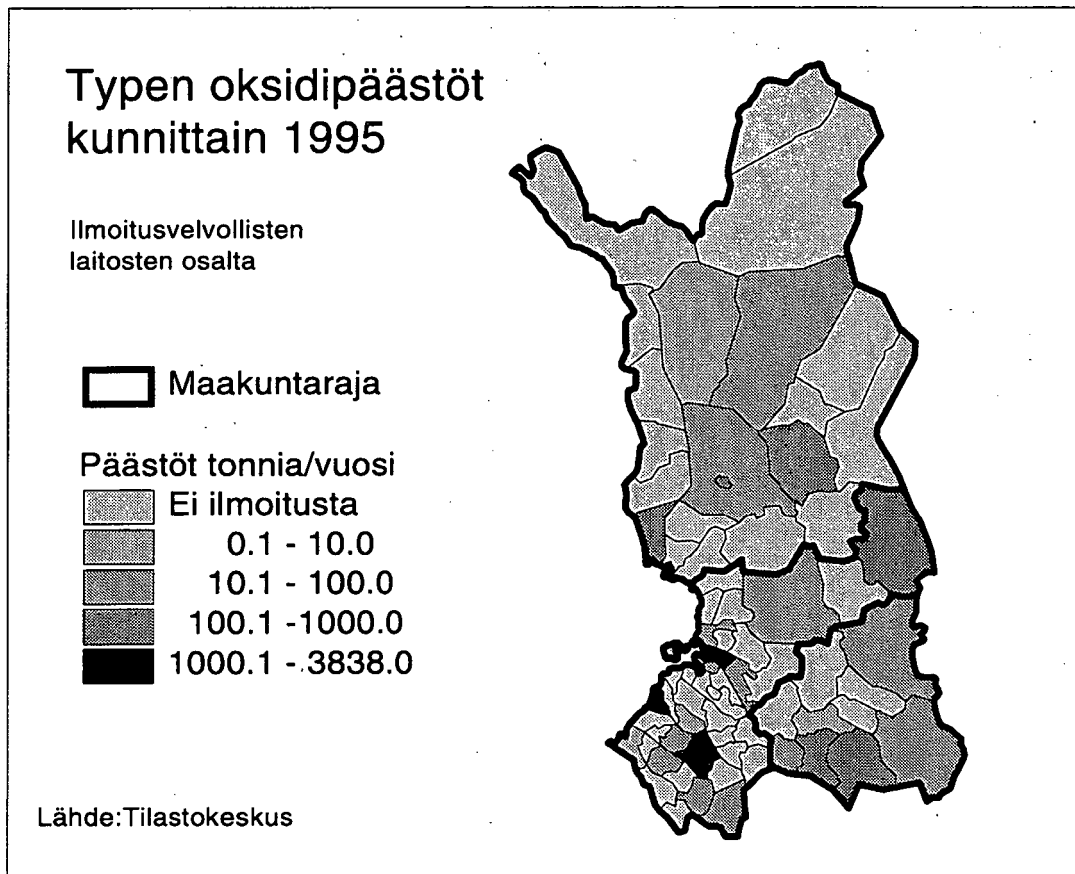 Typen oksidipäästöt
kunnittain 1995
Ilmoitusvelvollisten
laitosten osalta
Maakuntaraja
Päästöt tonnia/vuosi
Ei ilmoitusta
0.1 - 10.0
10.1 - 100.0
100.1 -1000.0
1000.1 - 3838.0
Lähde:Tilastokeskus